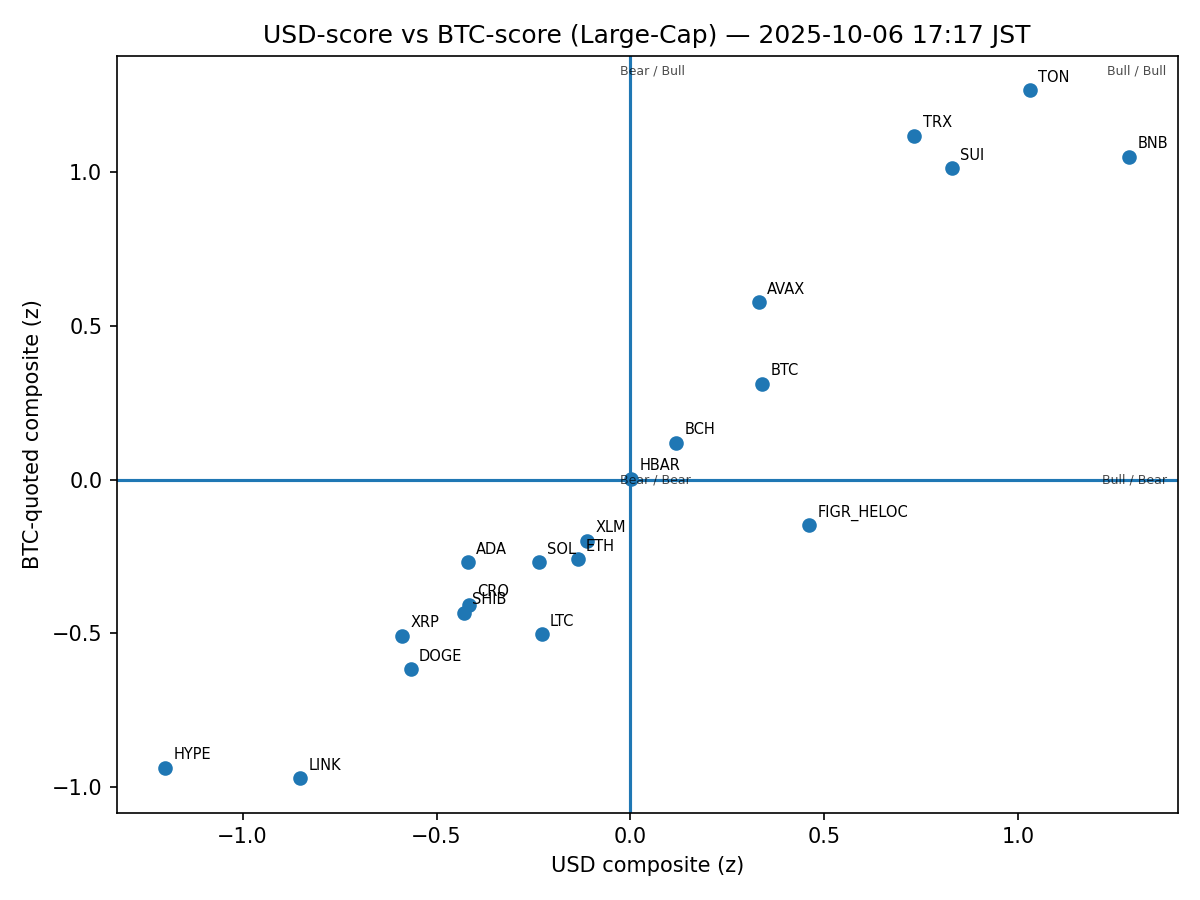 USD-score vs BTC-score (Large-Cap) — 2025-10-06 17:17 JST
Bear / Bull
Bull / Bull
TON
TRX
BNB
SUI
1.0
AVAX
0.5
BTC
BCH
HBAR
0.0
Bear / Bear
Bull / Bear
FIGR_HELOC
XLM
ETH
SOL
ADA
CRO
SHIB
−0.5
LTC
XRP
DOGE
HYPE
LINK
−1.0
BTC-quoted composite (z)
−1.0
−0.5
0.0
0.5
1.0
USD composite (z)